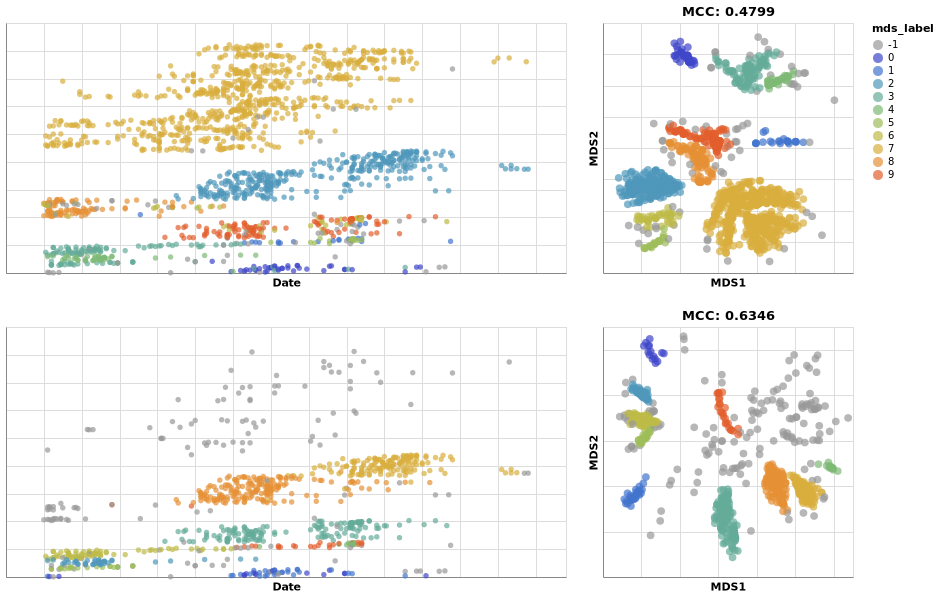 MCC: 0.4799
mds_label
-1
0
1
2
3
4
5
6
7
8
9
MDS2
Date
MDS1
MCC: 0.6346
MDS2
Date
MDS1